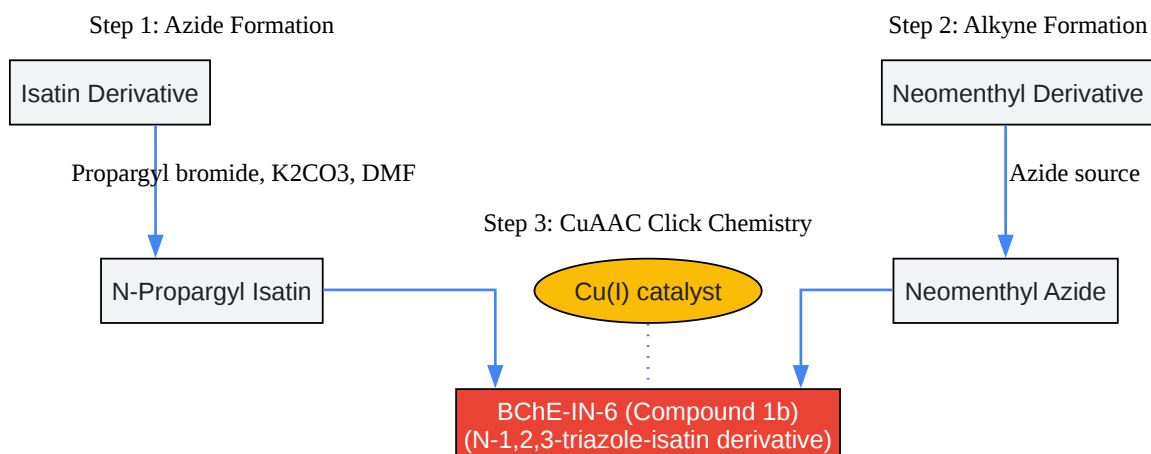 Step 1: Azide Formation
Step 2: Alkyne Formation
Isatin Derivative
Neomenthyl Derivative
Propargyl bromide, K2CO3, DMF
Azide source
Step 3: CuAAC Click Chemistry
N-Propargyl Isatin
Cu(I) catalyst
Neomenthyl Azide
BChE-IN-6 (Compound 1b)
(N-1,2,3-triazole-isatin derivative)